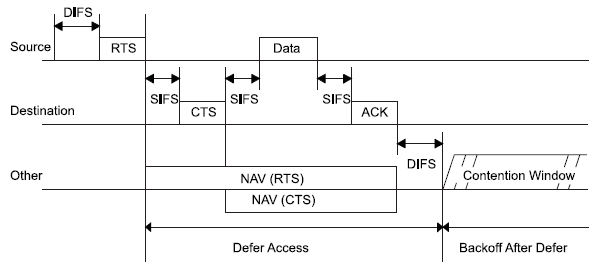 DIFS
Source
RTS
Data
SIFS
SIFS
SIFS
Destination
CTS
ACK
DIFS
Other
NAV (RTS)
Contention Window
NAV (CTS)
Defer Access
Backoff After Defer